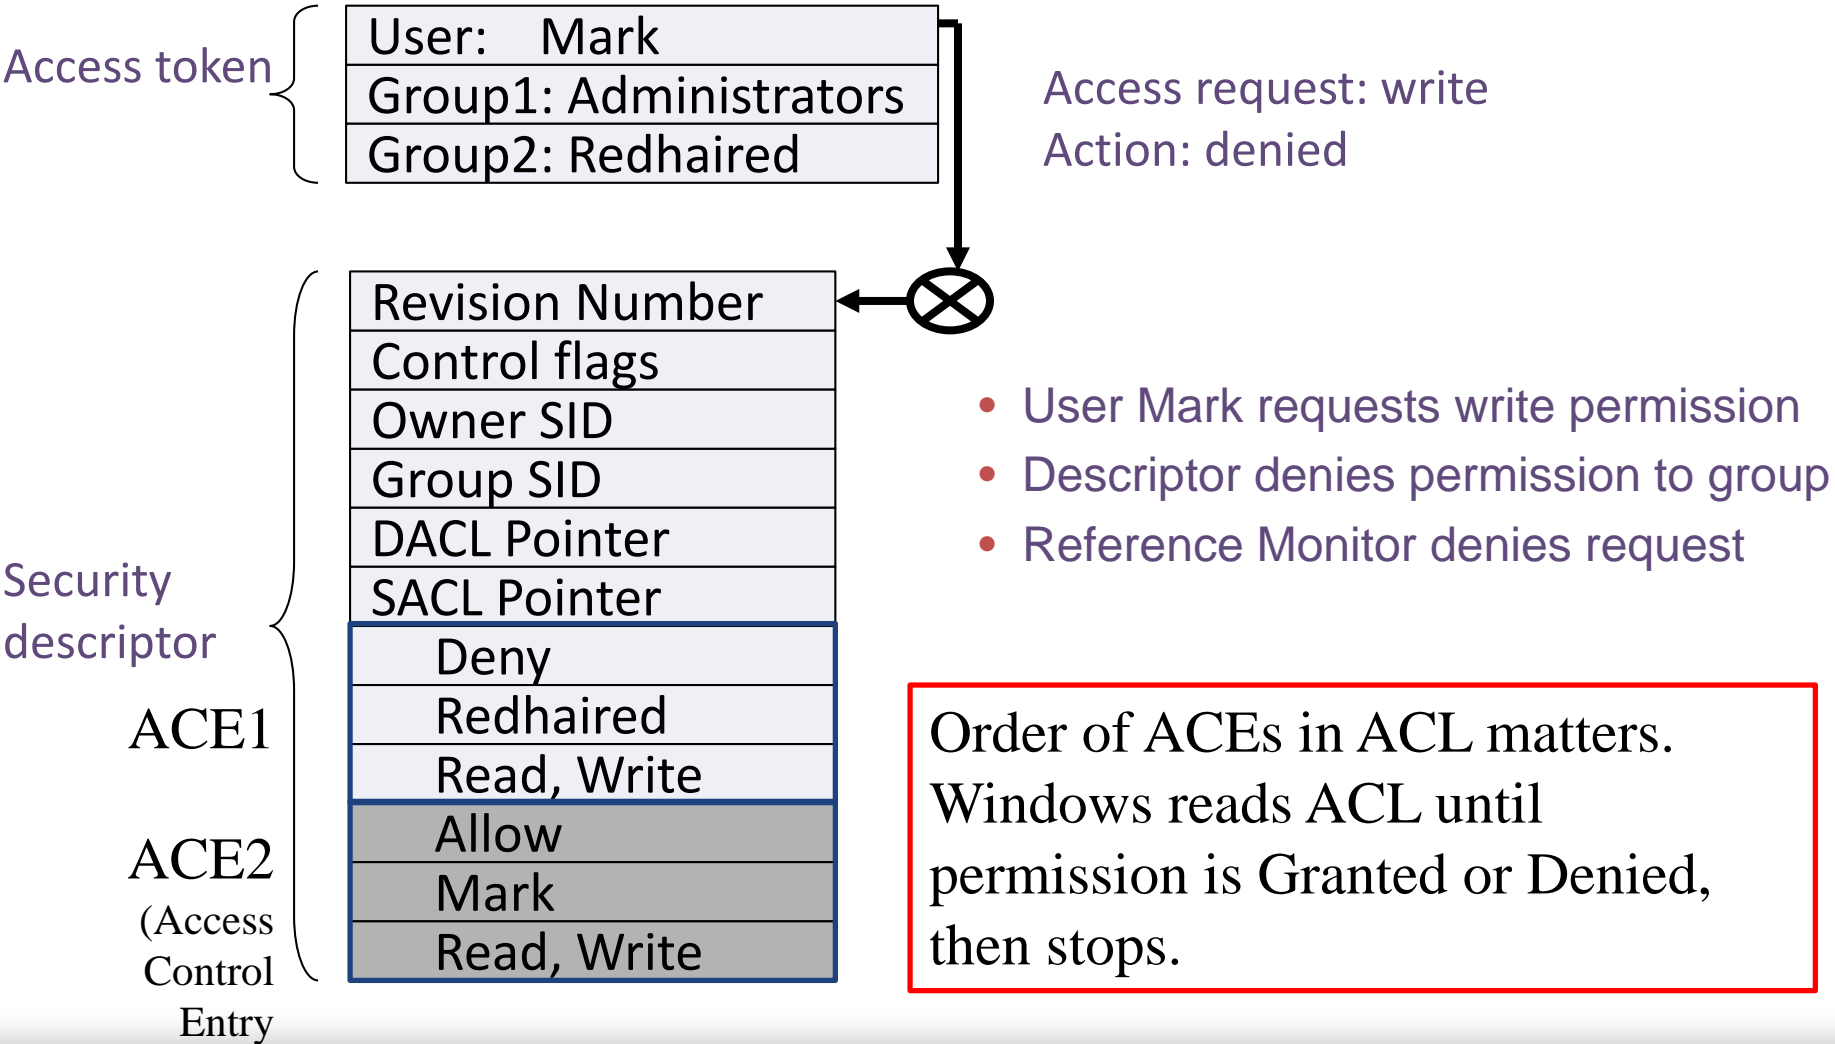 Access token
User: Mark
Group1: Administrators
Group2: Redhaired
Access request: write
Action: denied
Security
descriptor
Revision Number
Control flags
Owner SID
Group SID
DACL Pointer
SACL Pointer
ACE1
Deny
Redhaired
Read, Write
ACE2
(Access
Control
Entry
Allow
Mark
Read, Write
• User Mark requests write permission
• Descriptor denies permission to group
• Reference Monitor denies request
Order of ACEs in ACL matters.
Windows reads ACL until
permission is Granted or Denied,
then stops.